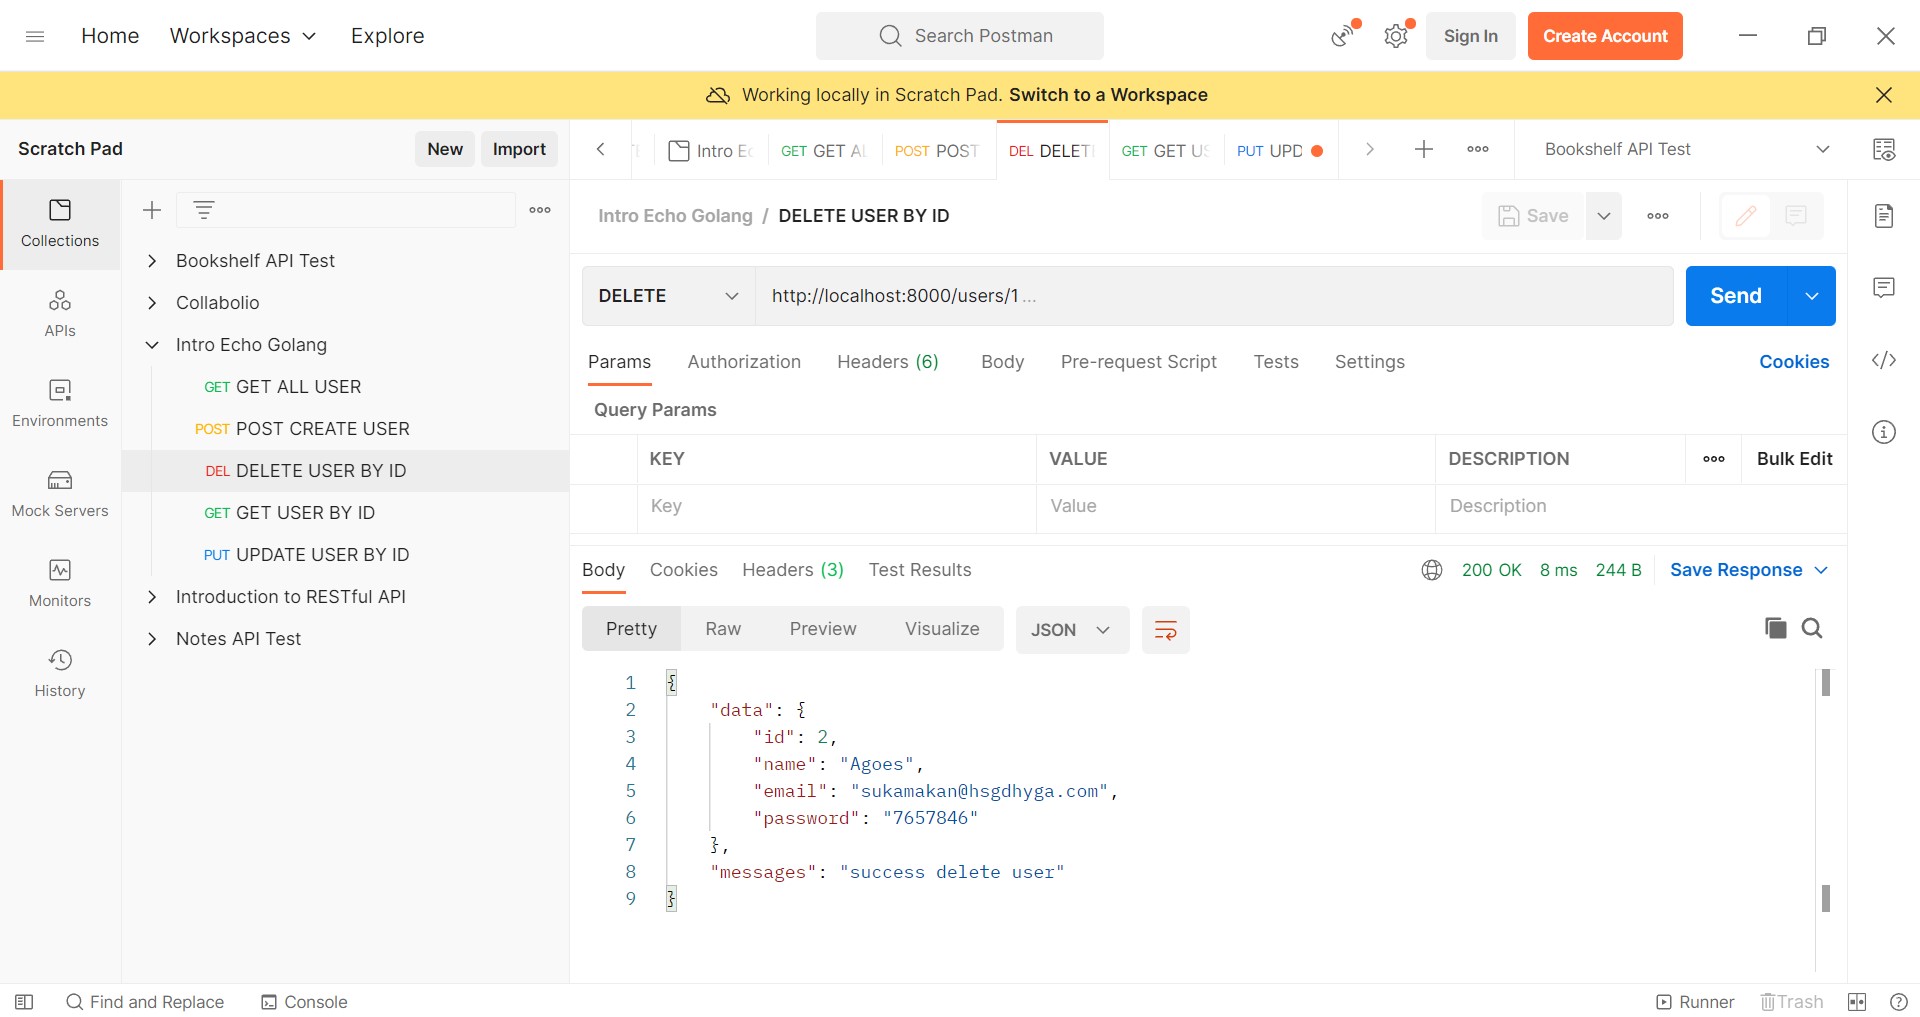 Home Workspaces Explore Search Postman Sign In Create Account
Working locally in Scratch Pad. Switch to a Workspace
Scratch Pad New Import
Intro Ec GET GET AL POST POST DEL DELET GET GET US PUT UPD Bookshelf API Test
Collections
APIs
Environments
Mock Servers
Monitors
History
Bookshelf API Test
Collabolio
Intro Echo Golang
GET GET ALL USER
POST POST CREATE USER
DEL DELETE USER BY ID
GET GET USER BY ID
PUT UPDATE USER BY ID
Introduction to RESTful API
Notes API Test
Intro Echo Golang / DELETE USER BY ID Save
DELETE http://localhost:8000/users/1 ... Send
Params Authorization Headers (6) Body Pre-request Script Tests Settings Cookies
Query Params
KEY VALUE DESCRIPTION Bulk Edit
Key Value Description
Body Cookies Headers (3) Test Results 200 OK 8 ms 244 B Save Response
Pretty Raw Preview Visualize JSON
1 {
2 "data": {
3 "id": 2,
4 "name": "Agoes",
5 "email": "sukamakan@hsgdhyga.com",
6 "password": "7657846"
7 },
8 "messages": "success delete user"
9 }
Find and Replace Console Runner Trash